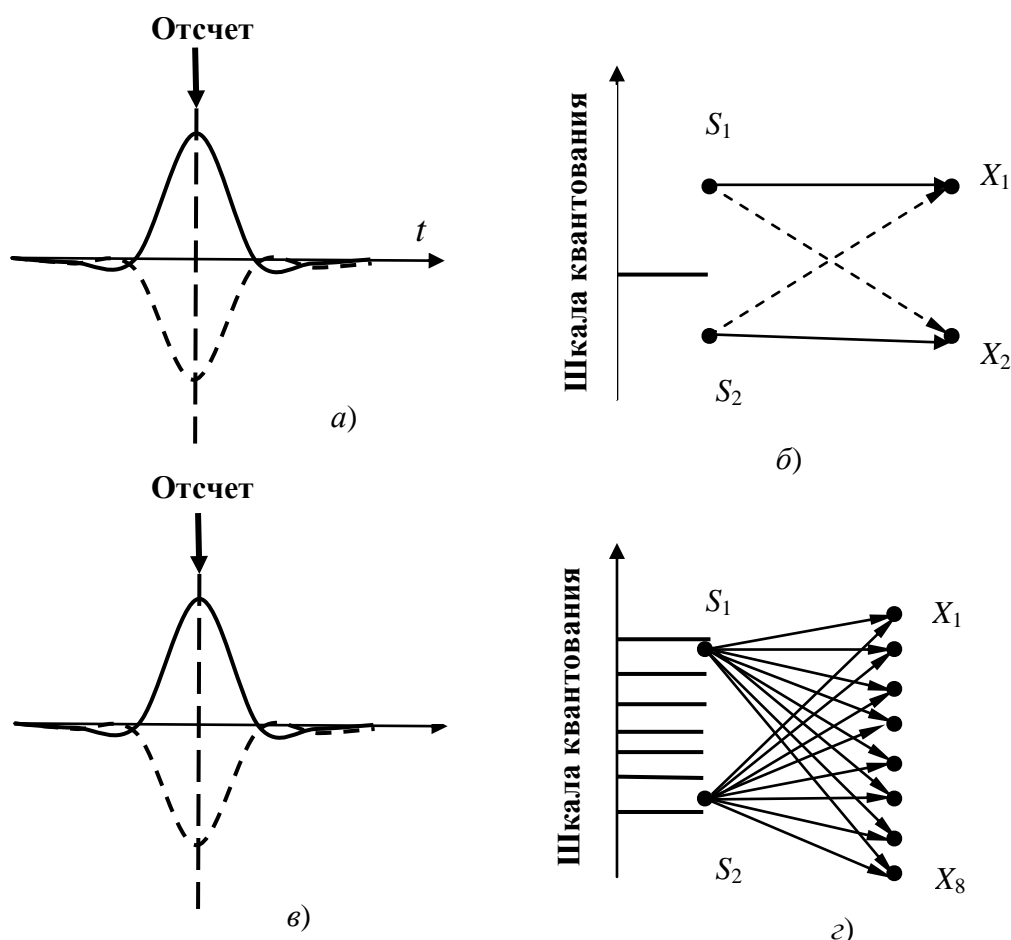 Отсчет
t
а)
Шкала квантования
S1
X1
X2
S2
б)
Отсчет
в)
Шкала квантования
S1
X1
S2
X8
г)